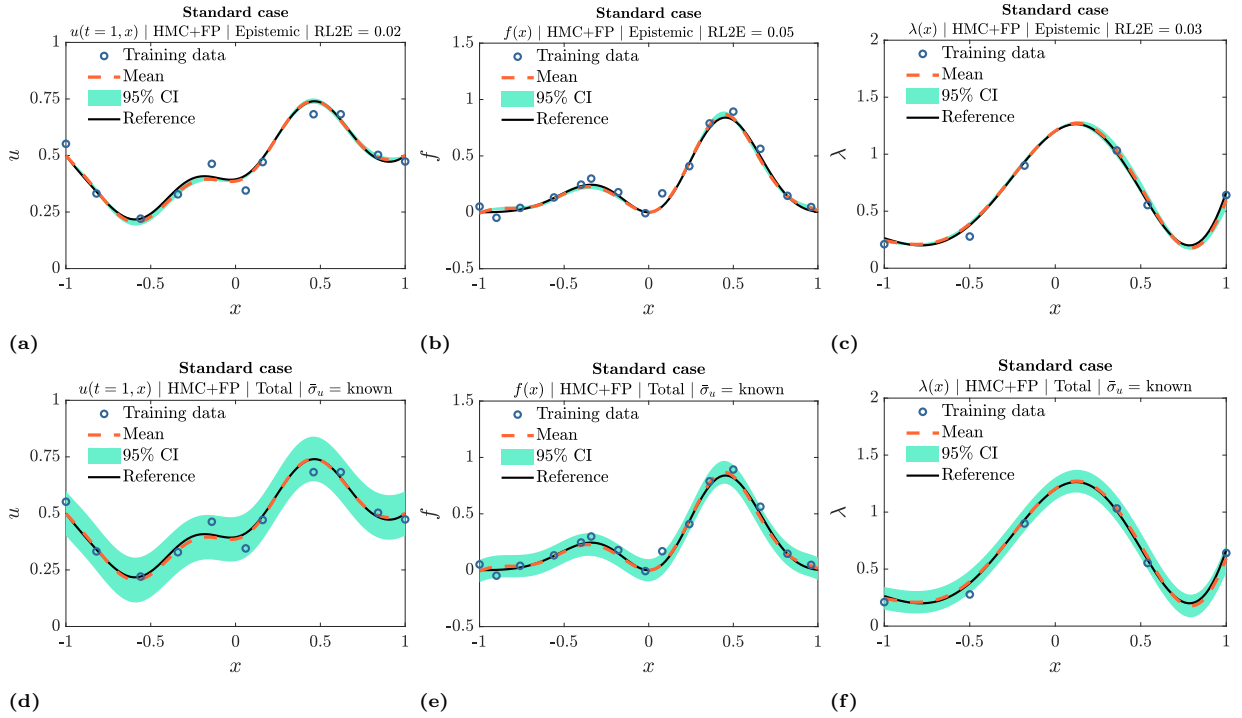 Standard case
u(t = 1, x) | HMC+FP | Epistemic | RL2E = 0.02
1
0.75
0.5
0.25
0
u
Training data
Mean
95% CI
Reference
-1 -0.5 0 0.5 1
x
(a)
Standard case
f(x) | HMC+FP | Epistemic | RL2E = 0.05
1.5
1
0.5
0
-0.5
f
Training data
Mean
95% CI
Reference
-1 -0.5 0 0.5 1
x
(b)
Standard case
λ(x) | HMC+FP | Epistemic | RL2E = 0.03
2
1.5
1
0.5
0
λ
Training data
Mean
95% CI
Reference
-1 -0.5 0 0.5 1
x
(c)
Standard case
u(t = 1, x) | HMC+FP | Total | σ̄ᵤ = known
1
0.75
0.5
0.25
0
u
Training data
Mean
95% CI
Reference
-1 -0.5 0 0.5 1
x
(d)
Standard case
f(x) | HMC+FP | Total | σ̄ᵤ = known
1.5
1
0.5
0
-0.5
f
Training data
Mean
95% CI
Reference
-1 -0.5 0 0.5 1
x
(e)
Standard case
λ(x) | HMC+FP | Total | σ̄ᵤ = known
2
1.5
1
0.5
0
λ
Training data
Mean
95% CI
Reference
-1 -0.5 0 0.5 1
x
(f)